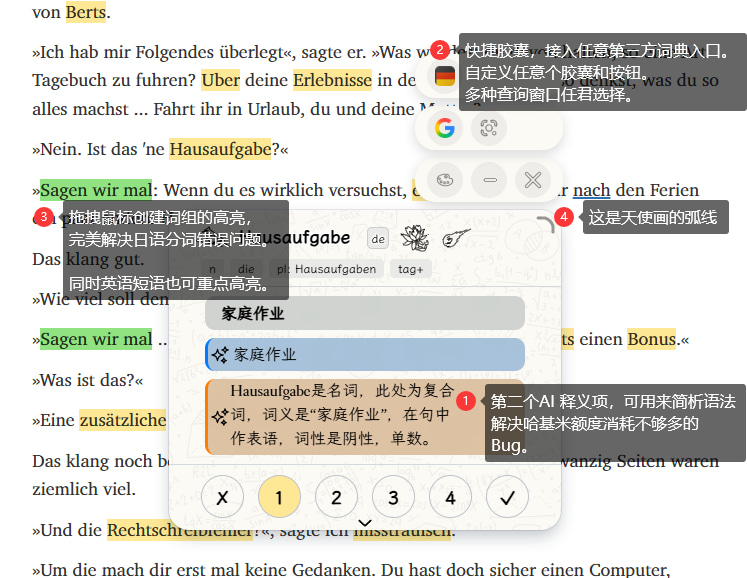 von Berts.
»Ich hab mir Folgendes überlegt«, sagte er. »Was w
Tagebuch zu fuhren? Uber deine Erlebnisse in de
denkst, was du so
alles machst ... Fahrt ihr in Urlaub, du und deine
2
快捷胶囊，接入任意第三方词典入口。
自定义任意个胶囊和按钮。
多种查询窗口任君选择。
»Nein. Ist das 'ne Hausaufgabe?«
»Sagen wir mal: Wenn du es wirklich versuchst,
nach den Ferien
3
拖拽鼠标创建词组的高亮，
完美解决日语分词错误问题。
同时英语短语也可重点高亮。
4
这是天使画的弧线
Hausaufgabe
de
n
die
pl: Hausaufgaben
tag+
Das klang gut.
»Wie viel soll den
家庭作业
家庭作业
»Sagen wir mal ...
ts einen Bonus.«
»Was ist das?«
Hausaufgabe是名词，此处为复合
词，词义是“家庭作业”，在句中
作表语，词性是阴性，单数。
1
第二个AI 释义项，可用来简析语法
解决哈基米额度消耗不够多的
Bug。
»Eine zusätzliche
Das klang noch be
wanzig Seiten waren
ziemlich viel.
X
1
2
3
4
»Und die Rechtschreibfehler?«, sagte ich misstrauisch.
»Um die mach dir erst mal keine Gedanken. Du hast doch sicher einen Computer,